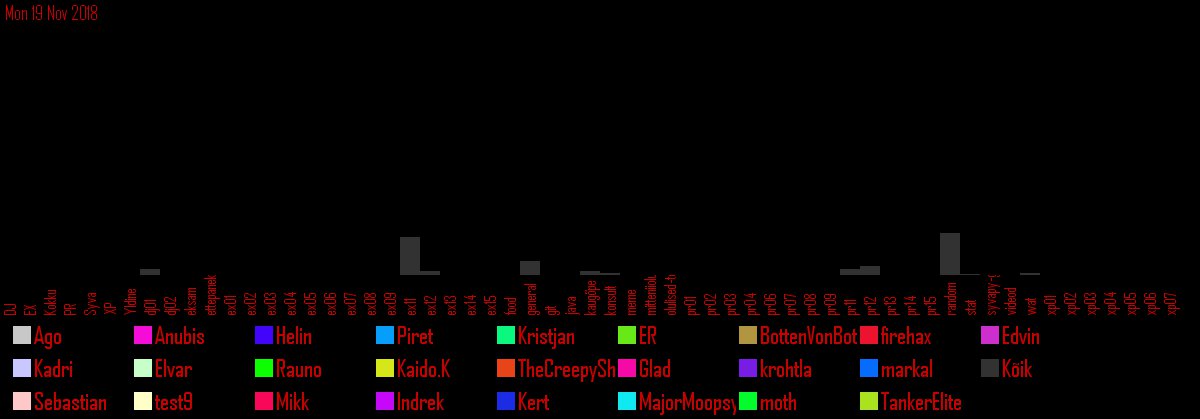 Mon 19 Nov 2018
DJ EX Kokku PR Syva XP Yldine dj01 dj02 eksam ettepanek ex01 ex02 ex03 ex04 ex05 ex06 ex07 ex08 ex09 ex11 ex12 ex13 ex14 ex15 food general git java kaugõpe konsult meme mitteniiolu olulised-h pr01 pr02 pr03 pr04 pr06 pr07 pr08 pr09 pr11 pr12 pr13 pr14 pr15 random stat syvapy-g videod wat xp01 xp02 xp03 xp04 xp05 xp06 xp07
Ago Anubis Helin Piret Kristjan ER BottenVonBot firehax Edvin
Kadri Elvar Rauno Kaido.K TheCreepySh Glad krohtla markal Kõik
Sebastian test9 Mikk Indrek Kert MajorMoopsy moth TankerElite